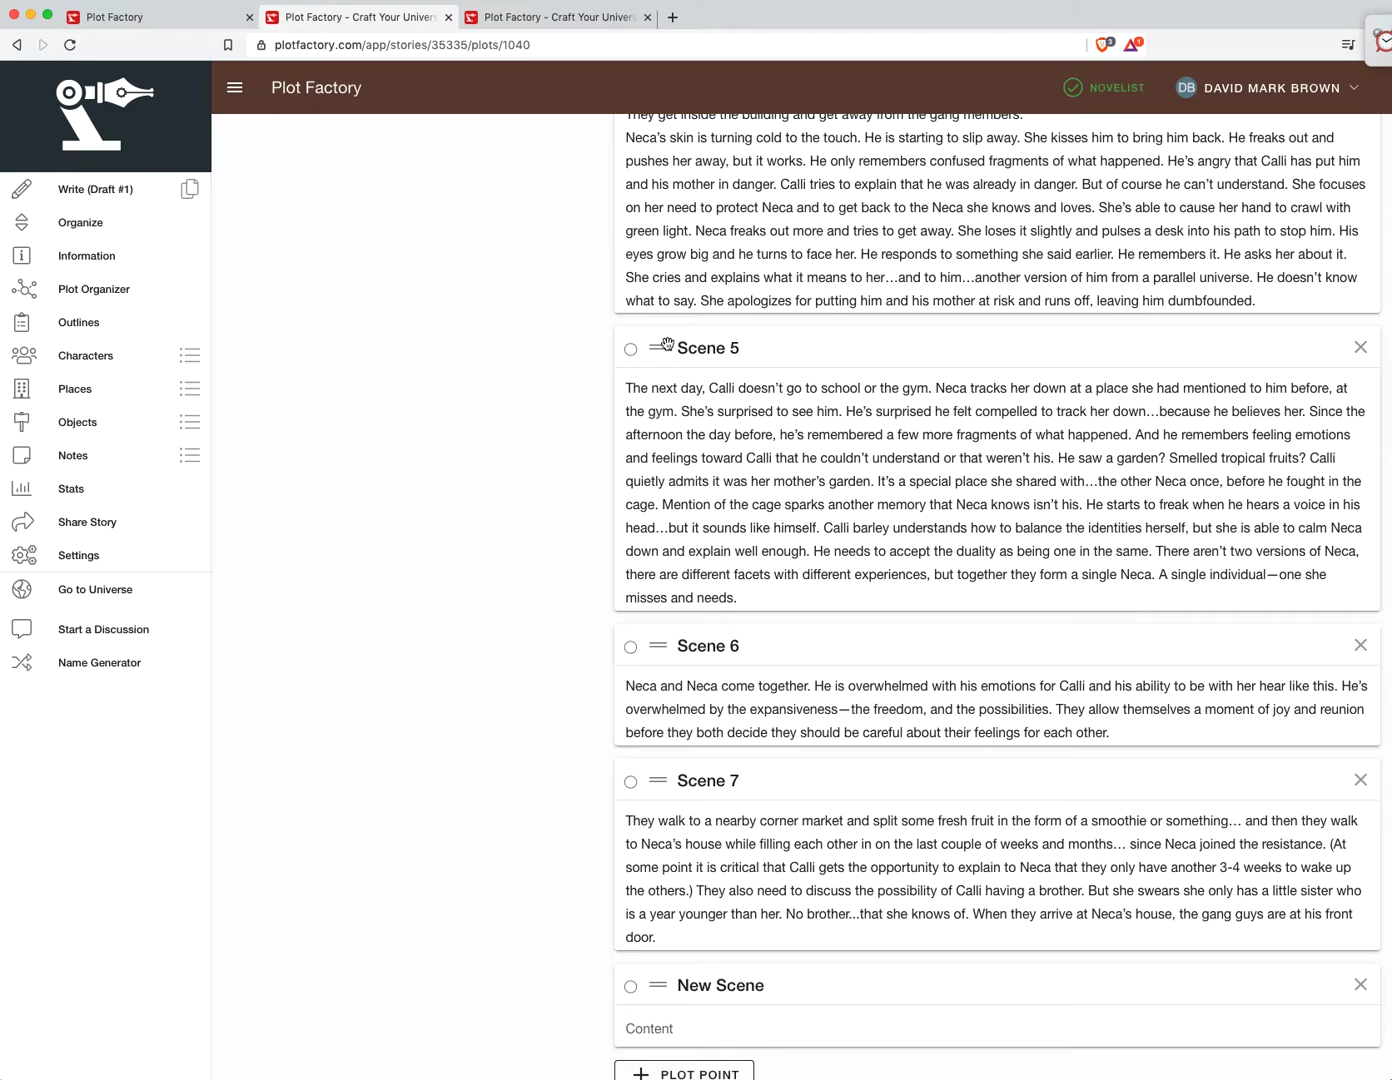 Plot Factory
Plot Factory - Craft Your Univers
Plot Factory - Craft Your Univers
plotfactory.com/app/stories/35335/plots/1040
3
1
Plot Factory
NOVELIST
DB
DAVID MARK BROWN
Write (Draft #1)
Organize
Information
Plot Organizer
Outlines
Characters
Places
Objects
Notes
Stats
Share Story
Settings
Go to Universe
Start a Discussion
Name Generator
They get inside the building and get away from the gang members.
Neca’s skin is turning cold to the touch. He is starting to slip away. She kisses him to bring him back. He freaks out and
pushes her away, but it works. He only remembers confused fragments of what happened. He’s angry that Calli has put him
and his mother in danger. Calli tries to explain that he was already in danger. But of course he can’t understand. She focuses
on her need to protect Neca and to get back to the Neca she knows and loves. She’s able to cause her hand to crawl with
green light. Neca freaks out more and tries to get away. She loses it slightly and pulses a desk into his path to stop him. His
eyes grow big and he turns to face her. He responds to something she said earlier. He remembers it. He asks her about it.
She cries and explains what it means to her…and to him…another version of him from a parallel universe. He doesn’t know
what to say. She apologizes for putting him and his mother at risk and runs off, leaving him dumbfounded.
Scene 5
The next day, Calli doesn’t go to school or the gym. Neca tracks her down at a place she had mentioned to him before, at
the gym. She’s surprised to see him. He’s surprised he felt compelled to track her down…because he believes her. Since the
afternoon the day before, he’s remembered a few more fragments of what happened. And he remembers feeling emotions
and feelings toward Calli that he couldn’t understand or that weren’t his. He saw a garden? Smelled tropical fruits? Calli
quietly admits it was her mother’s garden. It’s a special place she shared with…the other Neca once, before he fought in the
cage. Mention of the cage sparks another memory that Neca knows isn’t his. He starts to freak when he hears a voice in his
head…but it sounds like himself. Calli barley understands how to balance the identities herself, but she is able to calm Neca
down and explain well enough. He needs to accept the duality as being one in the same. There aren’t two versions of Neca,
there are different facets with different experiences, but together they form a single Neca. A single individual—one she
misses and needs.
Scene 6
Neca and Neca come together. He is overwhelmed with his emotions for Calli and his ability to be with her hear like this. He’s
overwhelmed by the expansiveness—the freedom, and the possibilities. They allow themselves a moment of joy and reunion
before they both decide they should be careful about their feelings for each other.
Scene 7
They walk to a nearby corner market and split some fresh fruit in the form of a smoothie or something… and then they walk
to Neca’s house while filling each other in on the last couple of weeks and months… since Neca joined the resistance. (At
some point it is critical that Calli gets the opportunity to explain to Neca that they only have another 3-4 weeks to wake up
the others.) They also need to discuss the possibility of Calli having a brother. But she swears she only has a little sister who
is a year younger than her. No brother...that she knows of. When they arrive at Neca’s house, the gang guys are at his front
door.
New Scene
Content
PLOT POINT